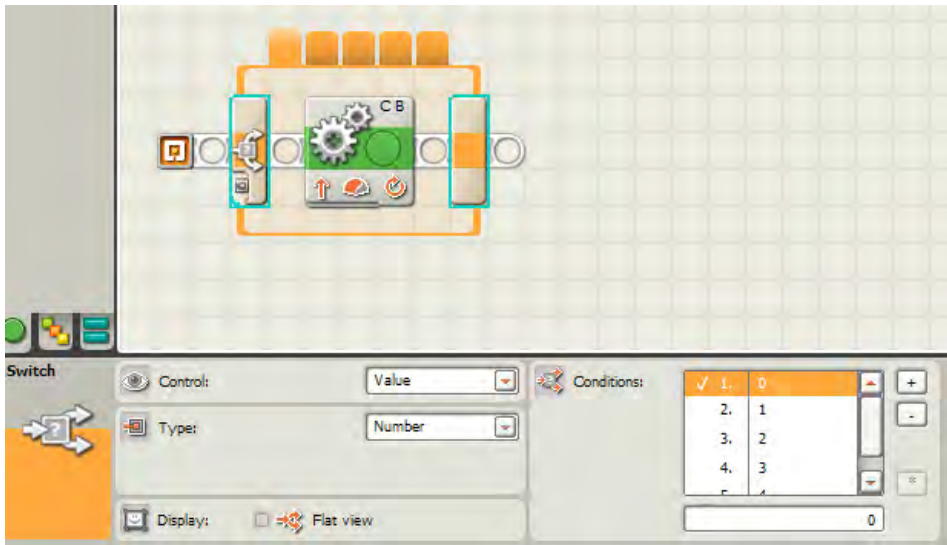 C B
Switch
Control:
Value
Conditions:
✓ 1. 0
+
2. 1
-
Type:
Number
3. 2
4. 3
Display:
Flat view
0